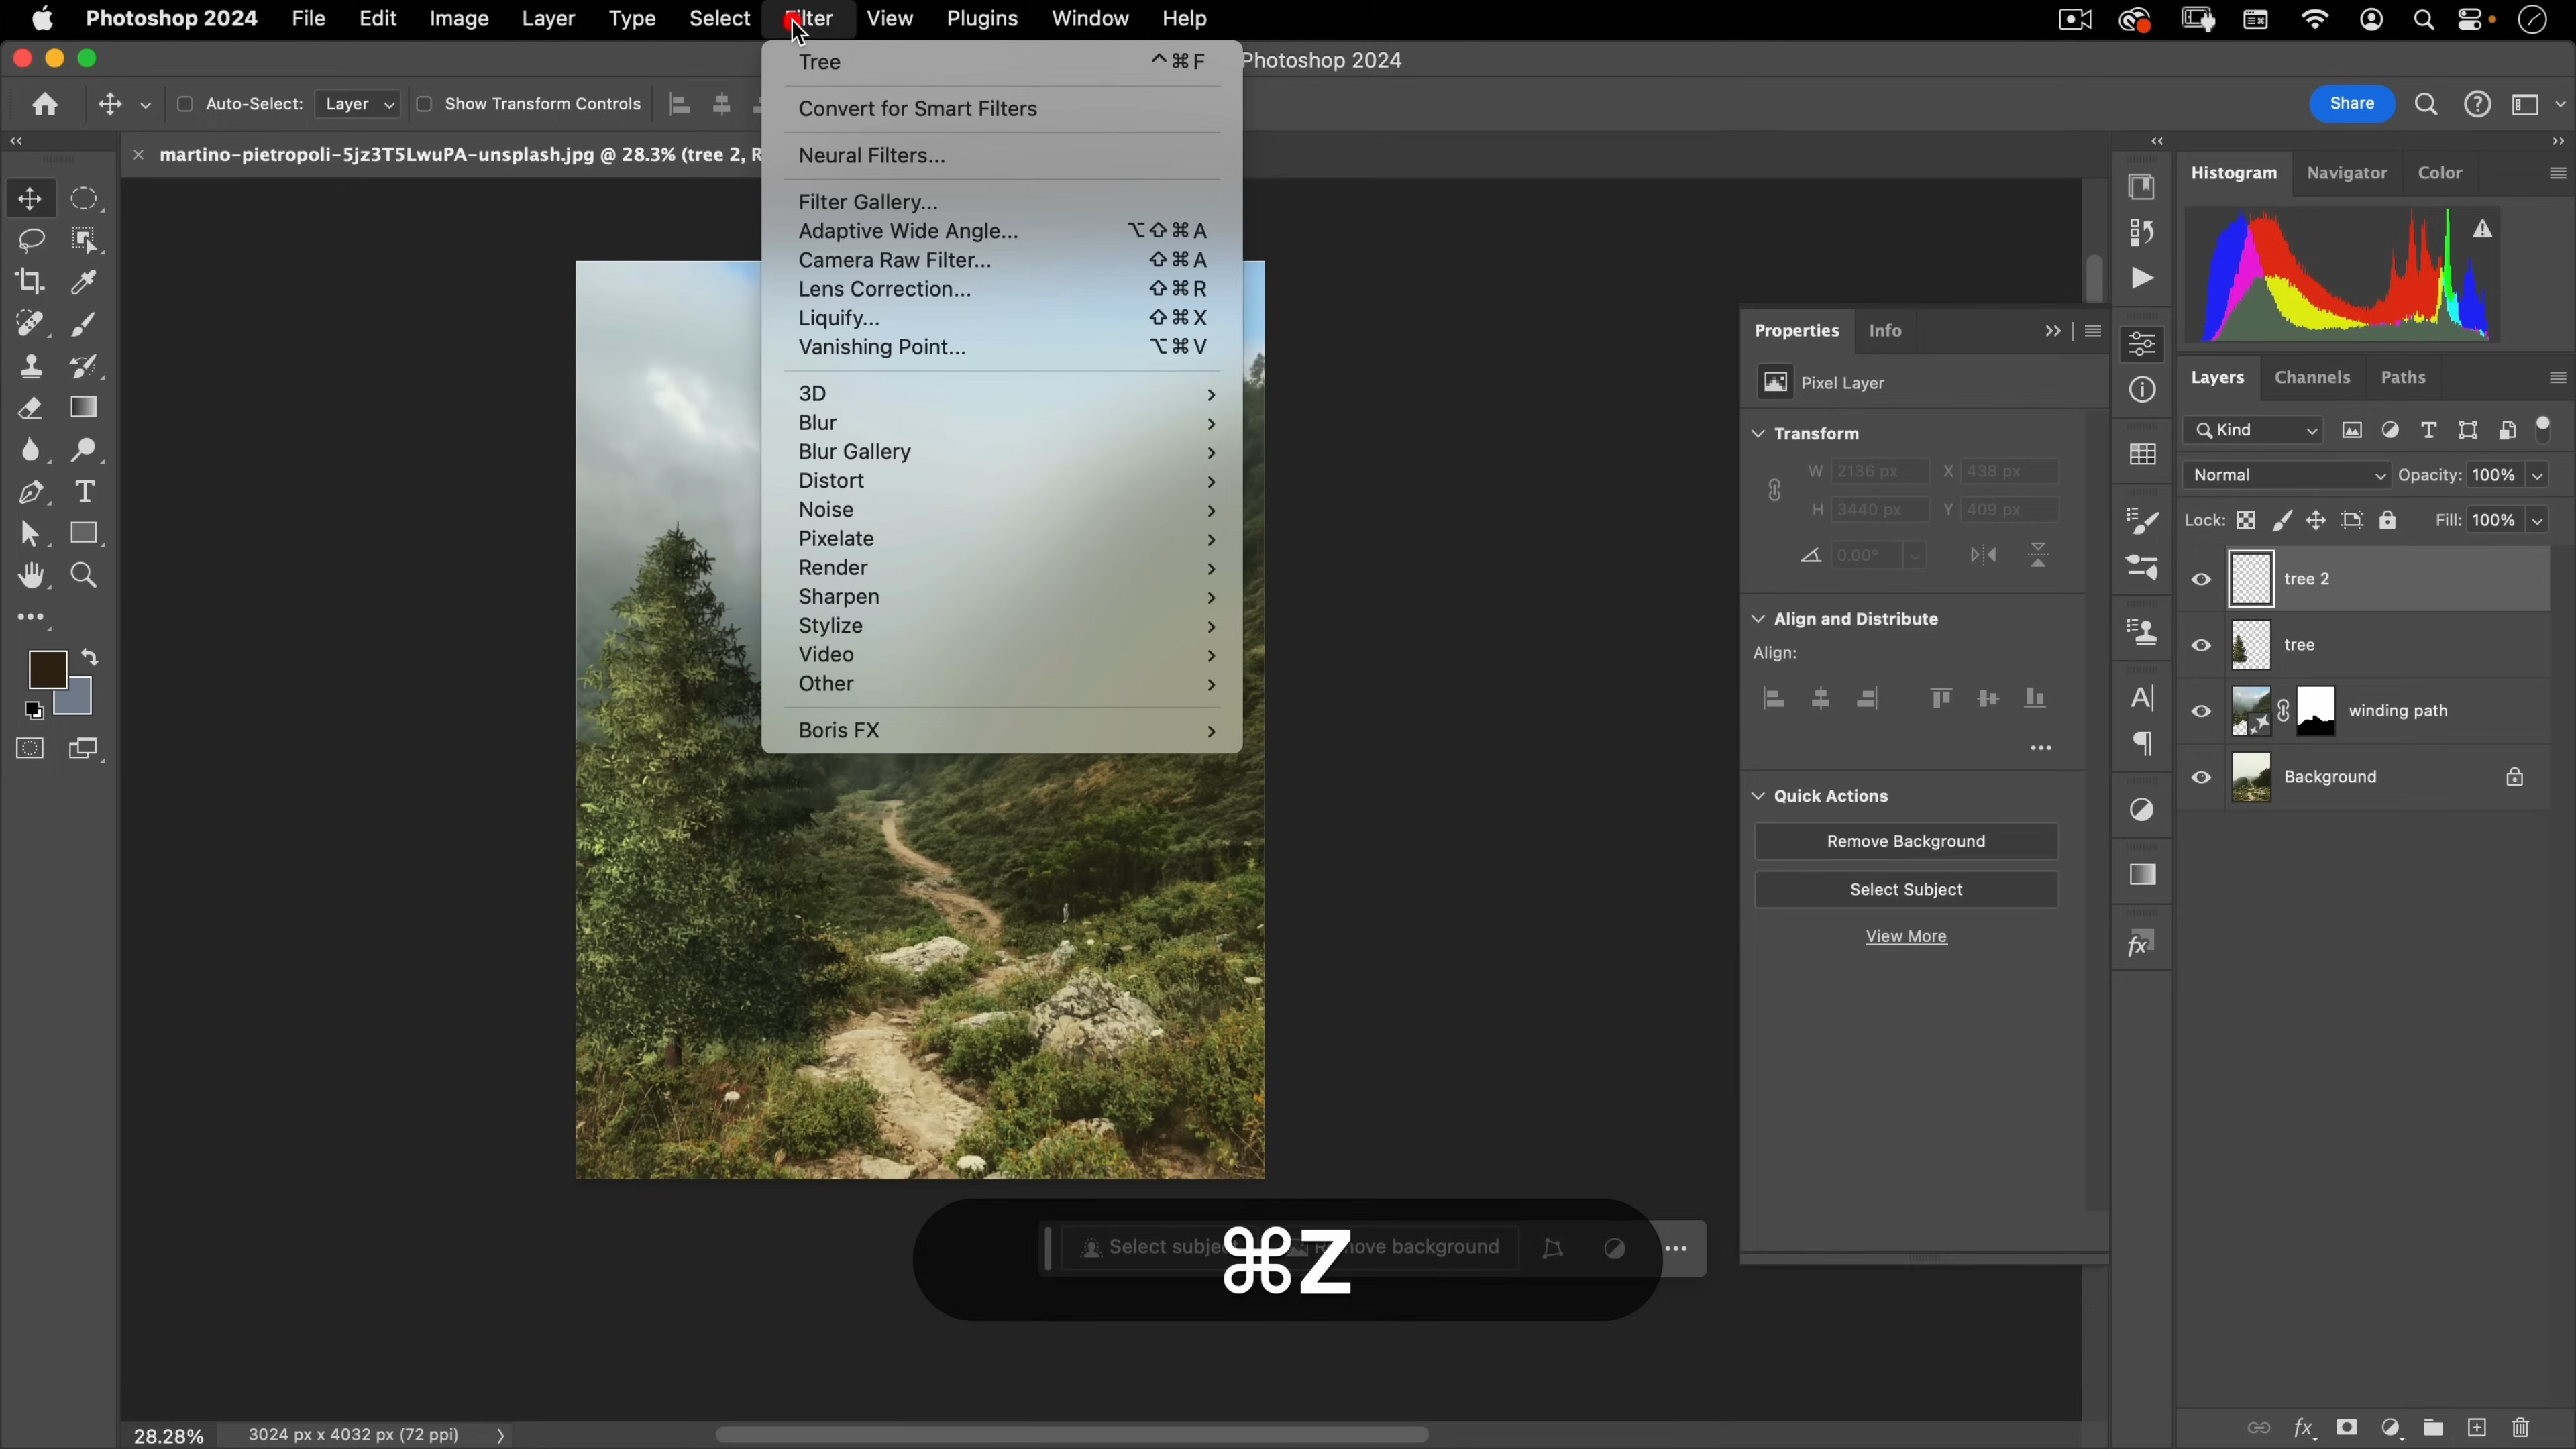 Photoshop 2024 File Edit Image Layer Type Select Filter View Plugins Window Help
Photoshop 2024
Auto-Select: Layer Show Transform Controls
Share
martino-pietropoli-5jz3T5LwuPA-unsplash.jpg @ 28.3% (tree 2, R
Tree ⌃⌘F
Convert for Smart Filters
Neural Filters...
Filter Gallery...
Adaptive Wide Angle... ⌥⇧⌘A
Camera Raw Filter... ⇧⌘A
Lens Correction... ⇧⌘R
Liquify... ⇧⌘X
Vanishing Point... ⌥⌘V
3D
Blur
Blur Gallery
Distort
Noise
Pixelate
Render
Sharpen
Stylize
Video
Other
Boris FX
Properties Info
Pixel Layer
Transform
W 2136 px X 438 px
H 3440 px Y 409 px
0.00°
Align and Distribute
Align:
Quick Actions
Remove Background
Select Subject
View More
Histogram Navigator Color
Layers Channels Paths
Kind
Normal Opacity: 100%
Lock: Fill: 100%
tree 2
tree
winding path
Background
Select subject Remove background
⌘Z
28.28% 3024 px x 4032 px (72 ppi)